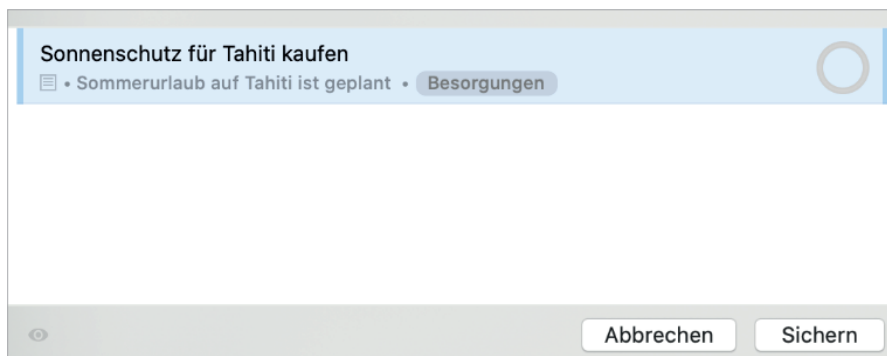 Sonnenschutz für Tahiti kaufen
• Sommerurlaub auf Tahiti ist geplant • Besorgungen
Abbrechen Sichern